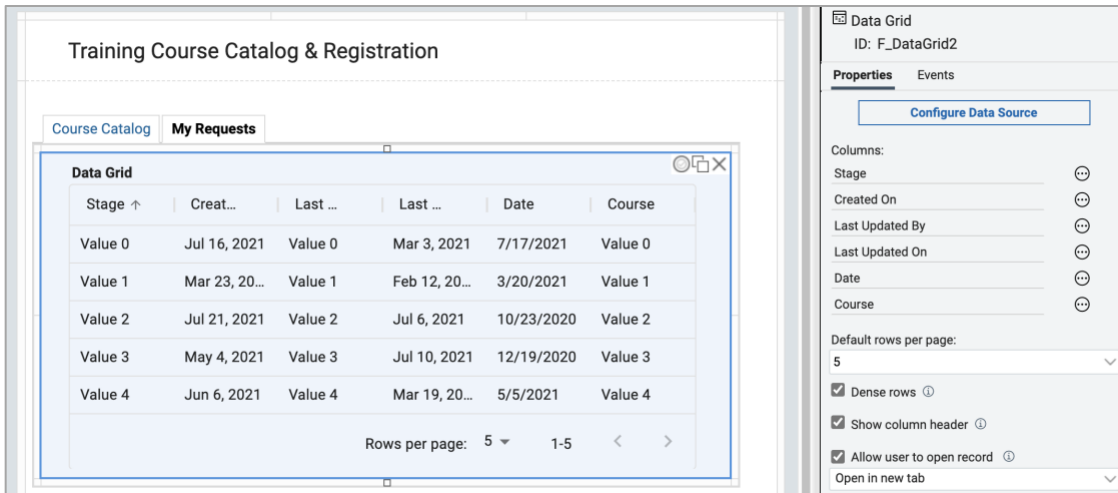 Training Course Catalog & Registration
Course Catalog My Requests
Data Grid
Stage ↑ Creat... Last ... Last ... Date Course
Value 0 Jul 16, 2021 Value 0 Mar 3, 2021 7/17/2021 Value 0
Value 1 Mar 23, 20... Value 1 Feb 12, 20... 3/20/2021 Value 1
Value 2 Jul 21, 2021 Value 2 Jul 6, 2021 10/23/2020 Value 2
Value 3 May 4, 2021 Value 3 Jul 10, 2021 12/19/2020 Value 3
Value 4 Jun 6, 2021 Value 4 Mar 19, 20... 5/5/2021 Value 4
Rows per page: 5 1-5
Data Grid
ID: F_DataGrid2
Properties Events
Configure Data Source
Columns:
Stage
Created On
Last Updated By
Last Updated On
Date
Course
Default rows per page:
5
Dense rows
Show column header
Allow user to open record
Open in new tab